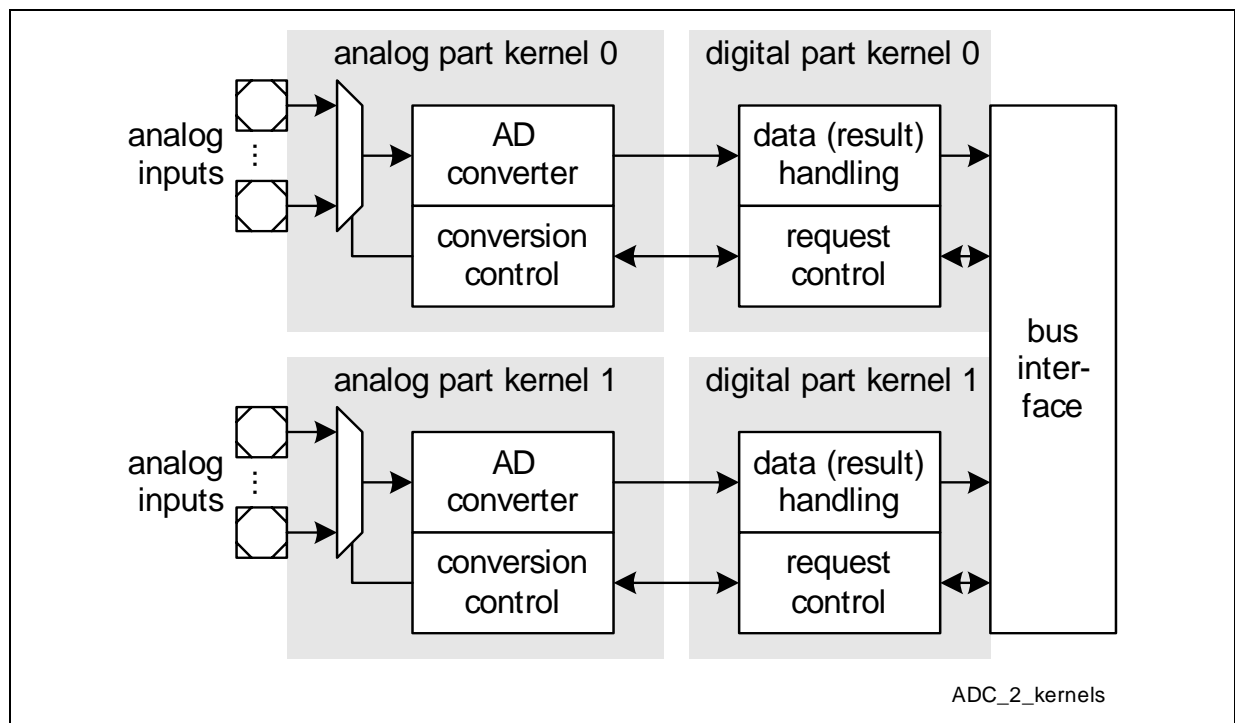 analog part kernel 0
digital part kernel 0
analog
inputs
...
AD
converter
data (result)
handling
conversion
control
request
control
bus
inter-
face
analog part kernel 1
digital part kernel 1
analog
inputs
...
AD
converter
data (result)
handling
conversion
control
request
control
ADC_2_kernels